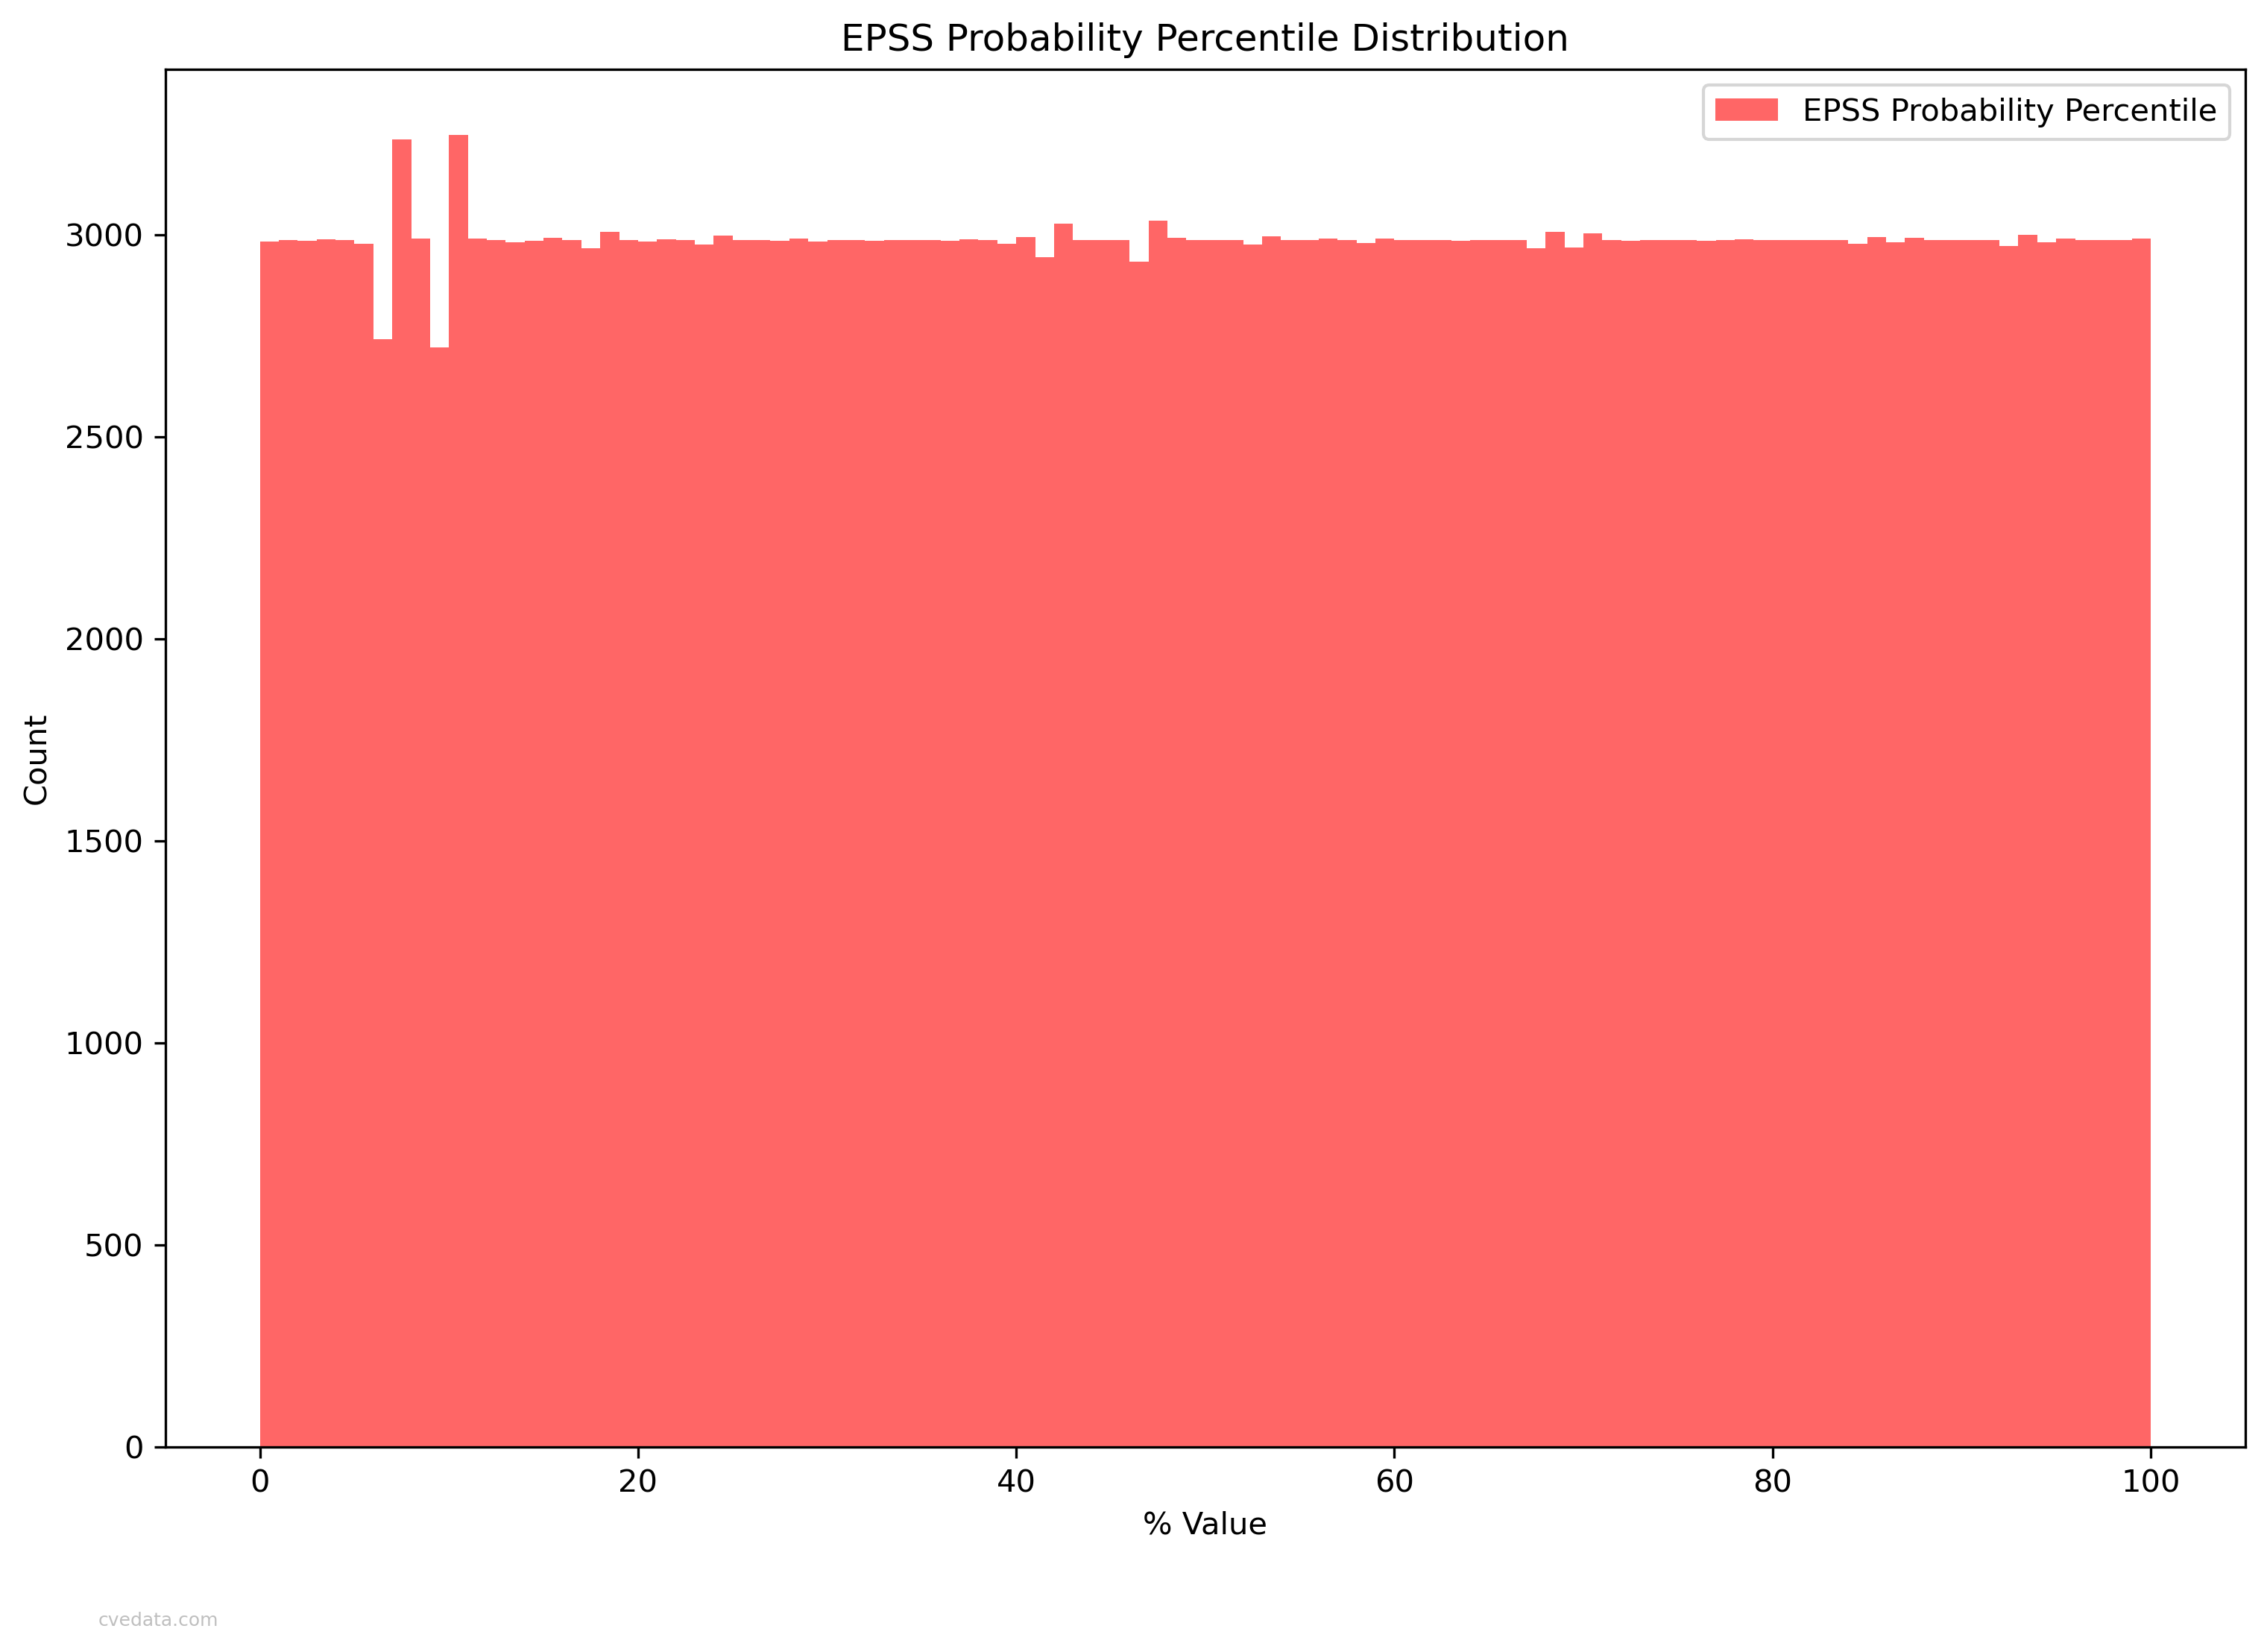 EPSS Probability Percentile Distribution
EPSS Probability Percentile
3000
2500
2000
1500
1000
500
0
Count
0 20 40 60 80 100
% Value
cvedata.com